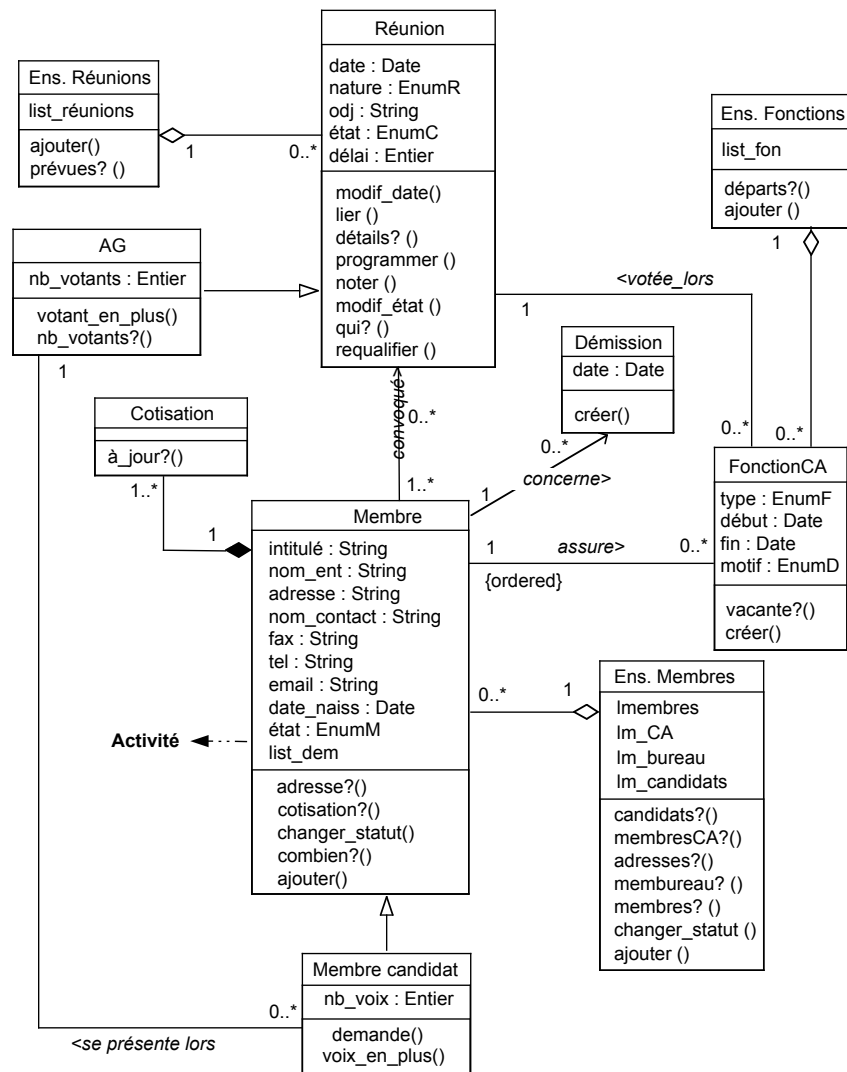 Réunion
date : Date
nature : EnumR
odj : String
état : EnumC
délai : Entier
modif_date()
lier ()
détails? ()
programmer ()
noter ()
modif_état ()
qui? ()
requalifier ()
Ens. Réunions
list_réunions
ajouter()
prévues? ()
1
0..*
Ens. Fonctions
list_fon
départs?()
ajouter ()
1
0..*
AG
nb_votants : Entier
votant_en_plus()
nb_votants?()
1
<votée_lors
1
0..*
Démission
date : Date
créer()
0..*
concerne>
1
convoqué>
0..*
1..*
Cotisation
à_jour?()
1..*
1
FonctionCA
type : EnumF
début : Date
fin : Date
motif : EnumD
vacante?()
créer()
Membre
intitulé : String
nom_ent : String
adresse : String
nom_contact : String
fax : String
tel : String
email : String
date_naiss : Date
état : EnumM
list_dem
adresse?()
cotisation?()
changer_statut()
combien?()
ajouter()
1
assure>
0..*
{ordered}
Activité
0..*
1
Ens. Membres
lmembres
lm_CA
lm_bureau
lm_candidats
candidats?()
membresCA?()
adresses?()
membureau? ()
membres? ()
changer_statut ()
ajouter ()
Membre candidat
nb_voix : Entier
demande()
voix_en_plus()
0..*
<se présente lors